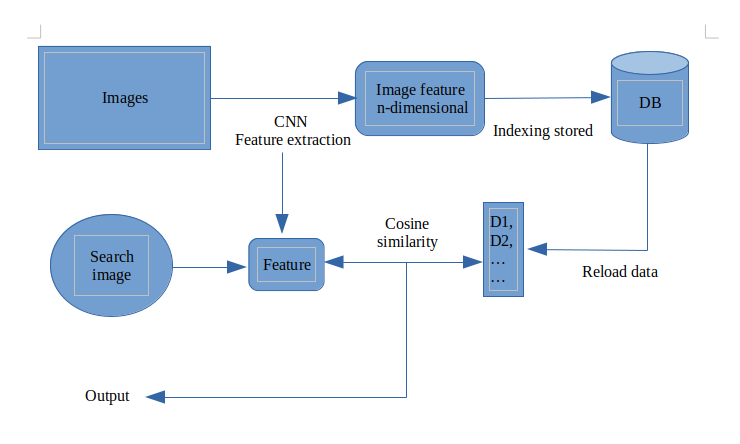 Images
Image feature
n-dimensional
DB
CNN
Feature extraction
Indexing stored
Search
image
Feature
Cosine
similarity
D1,
D2,
…
…
Reload data
Output